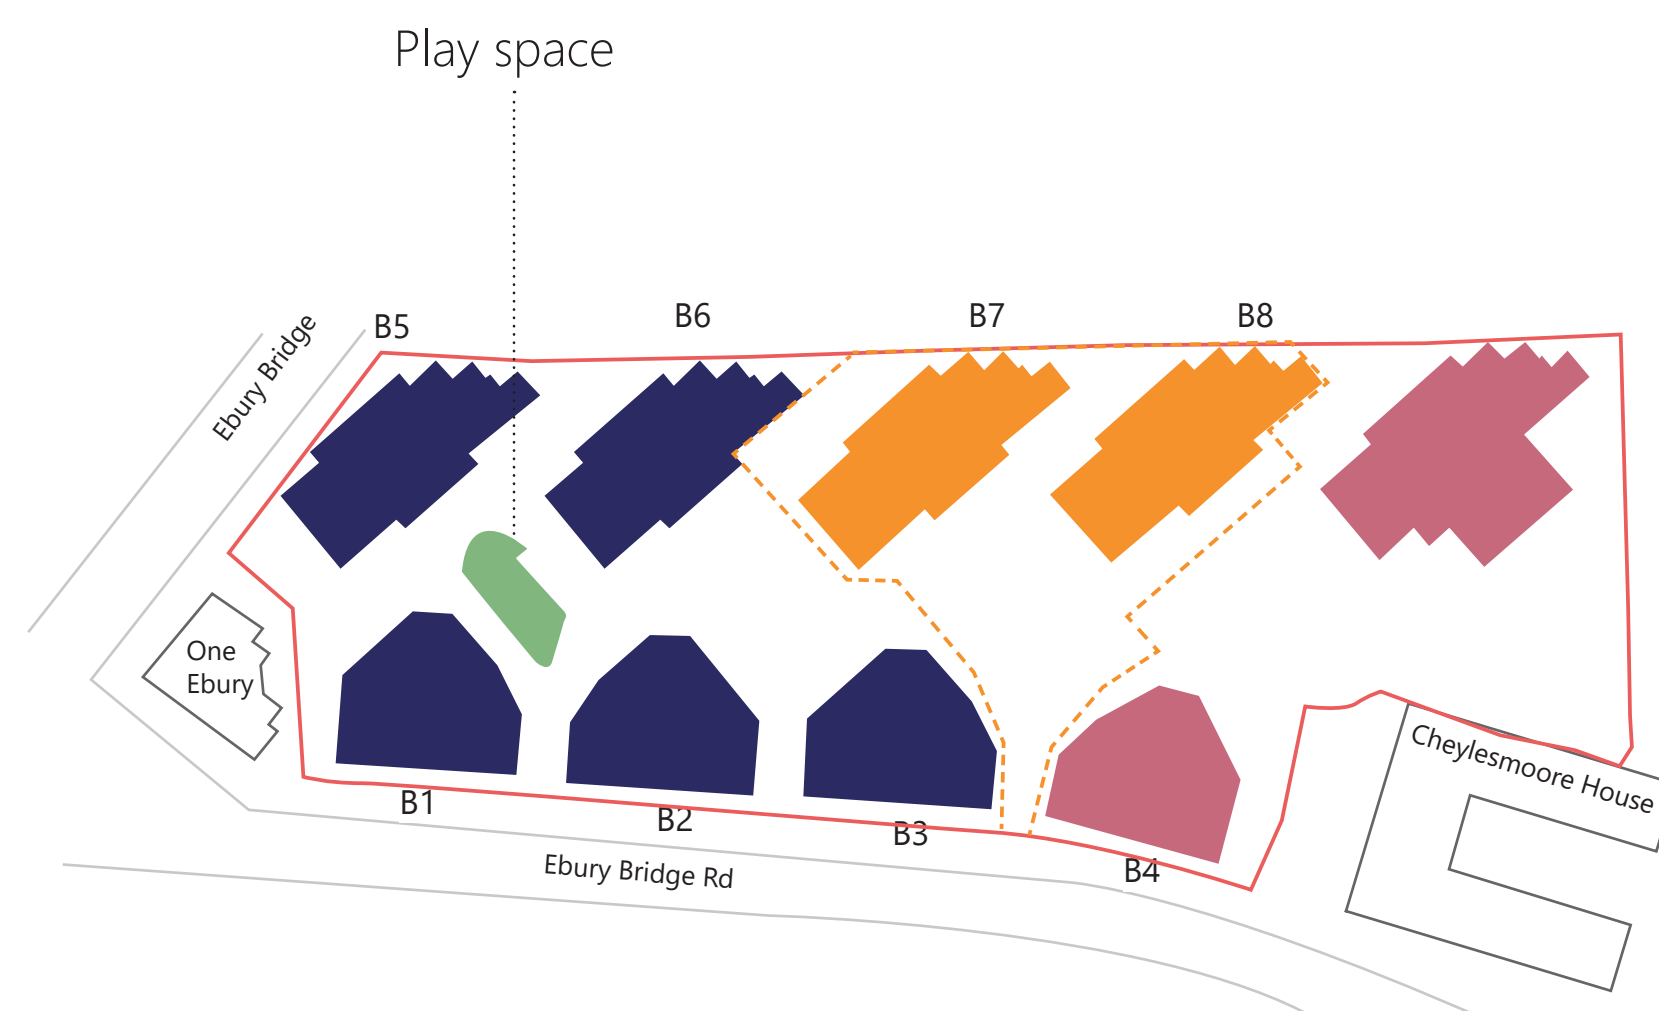 Play space
B5
B6
B7
B8
Ebury Bridge
One
Ebury
B1
B2
B3
B4
Ebury Bridge Rd
Cheylesmoore House